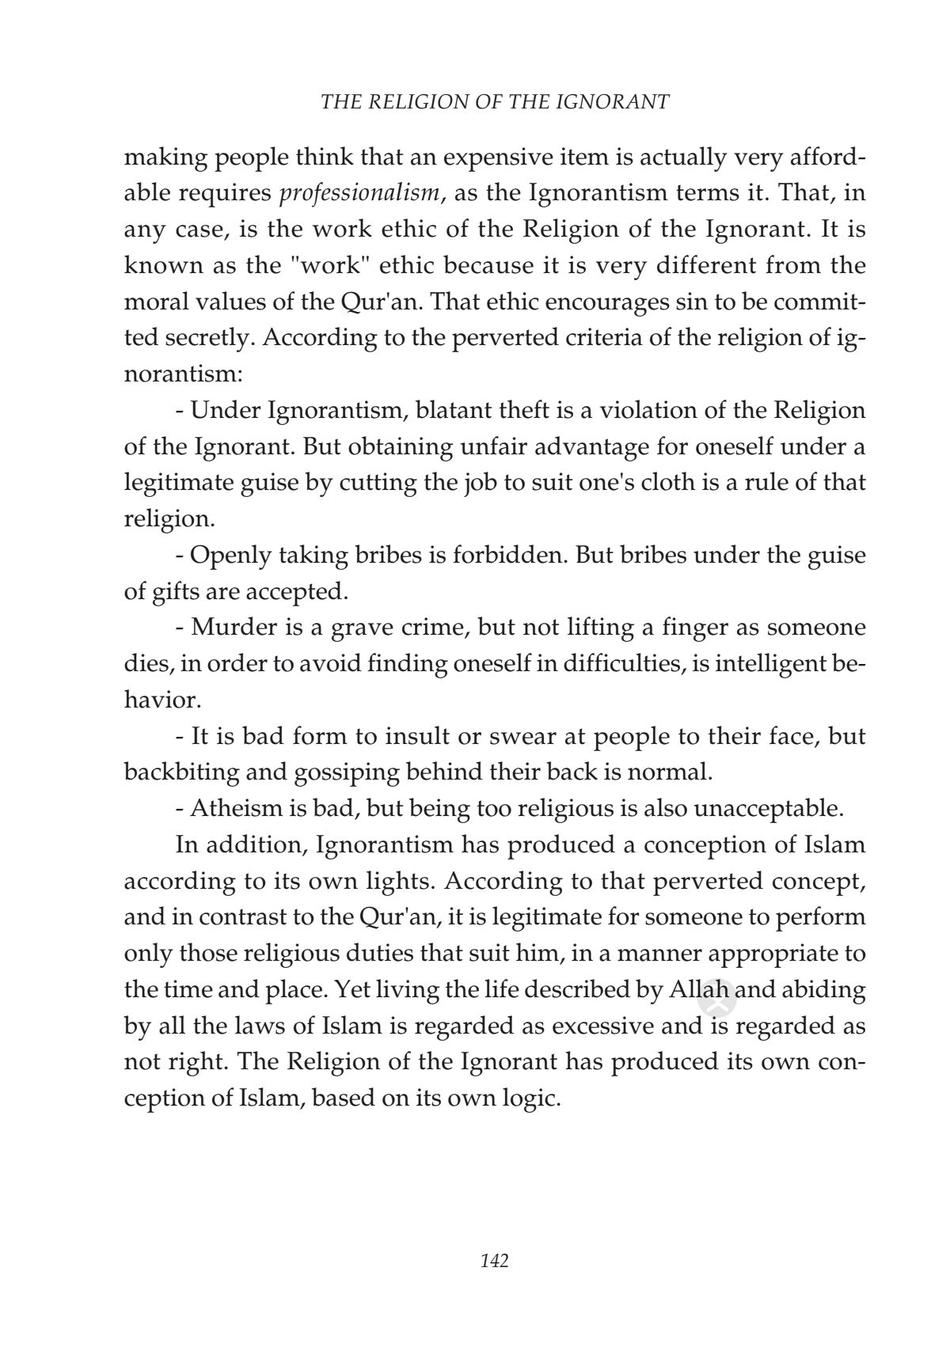 THE RELIGION OF THE IGNORANT
making people think that an expensive item is actually very afford-
able requires professionalism, as the Ignorantism terms it. That, in
any case, is the work ethic of the Religion of the Ignorant. It is
known as the "work" ethic because it is very different from the
moral values of the Qur'an. That ethic encourages sin to be commit-
ted secretly. According to the perverted criteria of the religion of ig-
norantism:
- Under Ignorantism, blatant theft is a violation of the Religion
of the Ignorant. But obtaining unfair advantage for oneself under a
legitimate guise by cutting the job to suit one's cloth is a rule of that
religion.
- Openly taking bribes is forbidden. But bribes under the guise
of gifts are accepted.
- Murder is a grave crime, but not lifting a finger as someone
dies, in order to avoid finding oneself in difficulties, is intelligent be-
havior.
- It is bad form to insult or swear at people to their face, but
backbiting and gossiping behind their back is normal.
- Atheism is bad, but being too religious is also unacceptable.
In addition, Ignorantism has produced a conception of Islam
according to its own lights. According to that perverted concept,
and in contrast to the Qur'an, it is legitimate for someone to perform
only those religious duties that suit him, in a manner appropriate to
the time and place. Yet living the life described by Allah and abiding
by all the laws of Islam is regarded as excessive and is regarded as
not right. The Religion of the Ignorant has produced its own con-
ception of Islam, based on its own logic.
142